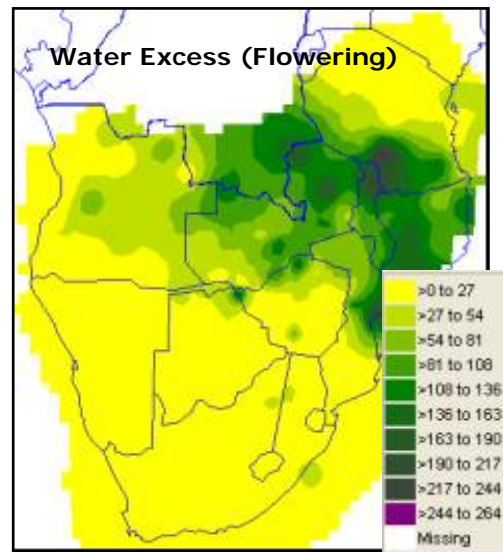 Water Excess (Flowering)
>0 to 27
>27 to 54
>54 to 81
>81 to 108
>108 to 136
>136 to 163
>163 to 190
>190 to 217
>217 to 244
>244 to 264
Missing